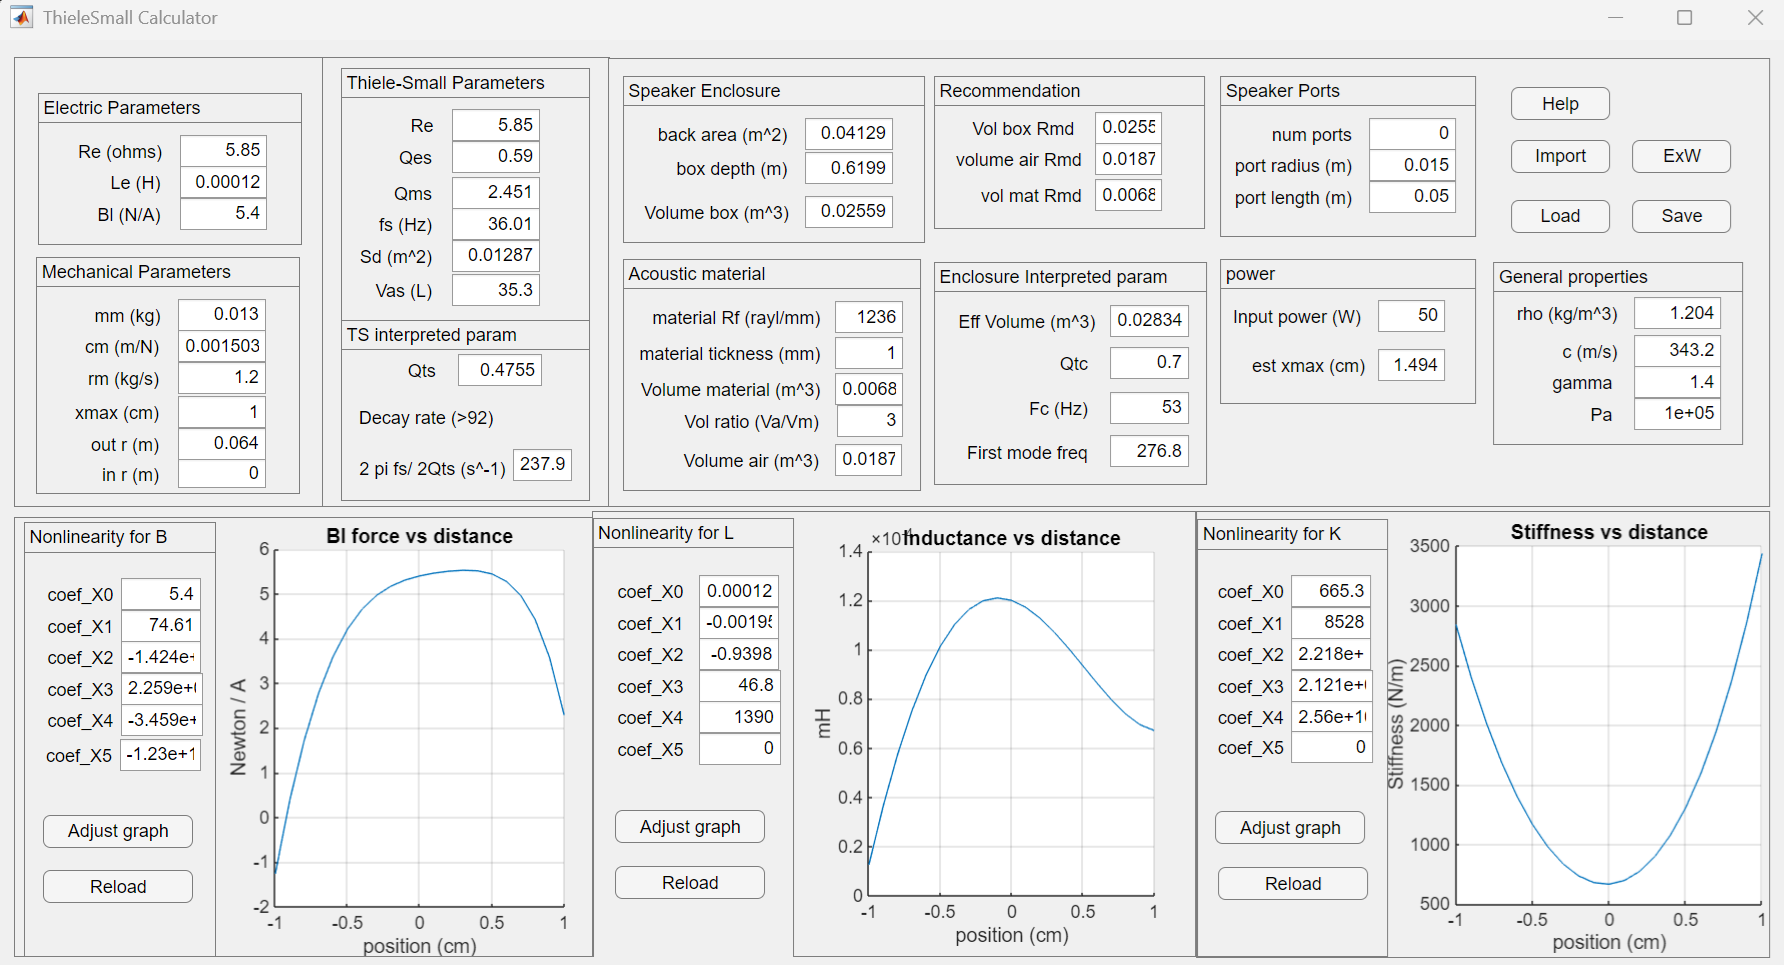 ThieleSmall Calculator
Electric Parameters
Re (ohms) 5.85
Le (H) 0.00012
Bl (N/A) 5.4
Mechanical Parameters
mm (kg) 0.013
cm (m/N) 0.001503
rm (kg/s) 1.2
xmax (cm) 1
out r (m) 0.064
in r (m) 0
Thiele-Small Parameters
Re 5.85
Qes 0.59
Qms 2.451
fs (Hz) 36.01
Sd (m^2) 0.01287
Vas (L) 35.3
TS interpreted param
Qts 0.4755
Decay rate (>92)
2 pi fs/ 2Qts (s^-1) 237.9
Speaker Enclosure
back area (m^2) 0.04129
box depth (m) 0.6199
Volume box (m^3) 0.02559
Recommendation
Vol box Rmd 0.0255
volume air Rmd 0.0187
vol mat Rmd 0.0068
Speaker Ports
num ports 0
port radius (m) 0.015
port length (m) 0.05
Help
Import ExW
Load Save
Acoustic material
material Rf (rayl/mm) 1236
material tickness (mm) 1
Volume material (m^3) 0.0068
Vol ratio (Va/Vm) 3
Volume air (m^3) 0.0187
Enclosure Interpreted param
Eff Volume (m^3) 0.02834
Qtc 0.7
Fc (Hz) 53
First mode freq 276.8
power
Input power (W) 50
est xmax (cm) 1.494
General properties
rho (kg/m^3) 1.204
c (m/s) 343.2
gamma 1.4
Pa 1e+05
Nonlinearity for B
coef_X0 5.4
coef_X1 74.61
coef_X2 -1.424e+
coef_X3 2.259e+
coef_X4 -3.459e+
coef_X5 -1.23e+1
Adjust graph
Reload
Bl force vs distance
Newton / A
6
5
4
3
2
1
0
-1
-2
-1 -0.5 0 0.5 1
position (cm)
Nonlinearity for L
coef_X0 0.00012
coef_X1 -0.0019
coef_X2 -0.9398
coef_X3 46.8
coef_X4 1390
coef_X5 0
Adjust graph
Reload
Inductance vs distance
mH
1.4
1.2
1
0.8
0.6
0.4
0.2
0
-1 -0.5 0 0.5 1
position (cm)
Nonlinearity for K
coef_X0 665.3
coef_X1 8528
coef_X2 2.218e+
coef_X3 2.121e+
coef_X4 2.56e+1
coef_X5 0
Adjust graph
Reload
Stiffness vs distance
Stiffness (N/m)
3500
3000
2500
2000
1500
1000
500
-1 -0.5 0 0.5 1
position (cm)